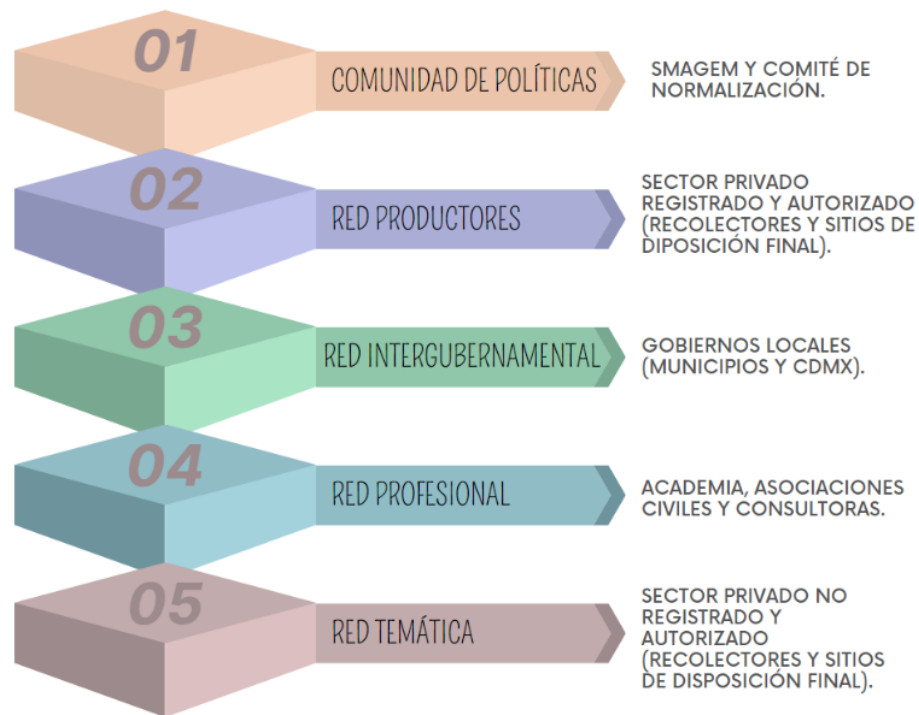 01
COMUNIDAD DE POLÍTICAS
SMAGEM Y COMITÉ DE
NORMALIZACIÓN.
02
RED PRODUCTORES
SECTOR PRIVADO
REGISTRADO Y AUTORIZADO
(RECOLECTORES Y SITIOS DE
DIPOSICIÓN FINAL).
03
RED INTERGUBERNAMENTAL
GOBIERNOS LOCALES
(MUNICIPIOS Y CDMX).
04
RED PROFESIONAL
ACADEMIA, ASOCIACIONES
CIVILES Y CONSULTORAS.
05
RED TEMÁTICA
SECTOR PRIVADO NO
REGISTRADO Y
AUTORIZADO
(RECOLECTORES Y SITIOS
DE DISPOSICIÓN FINAL).